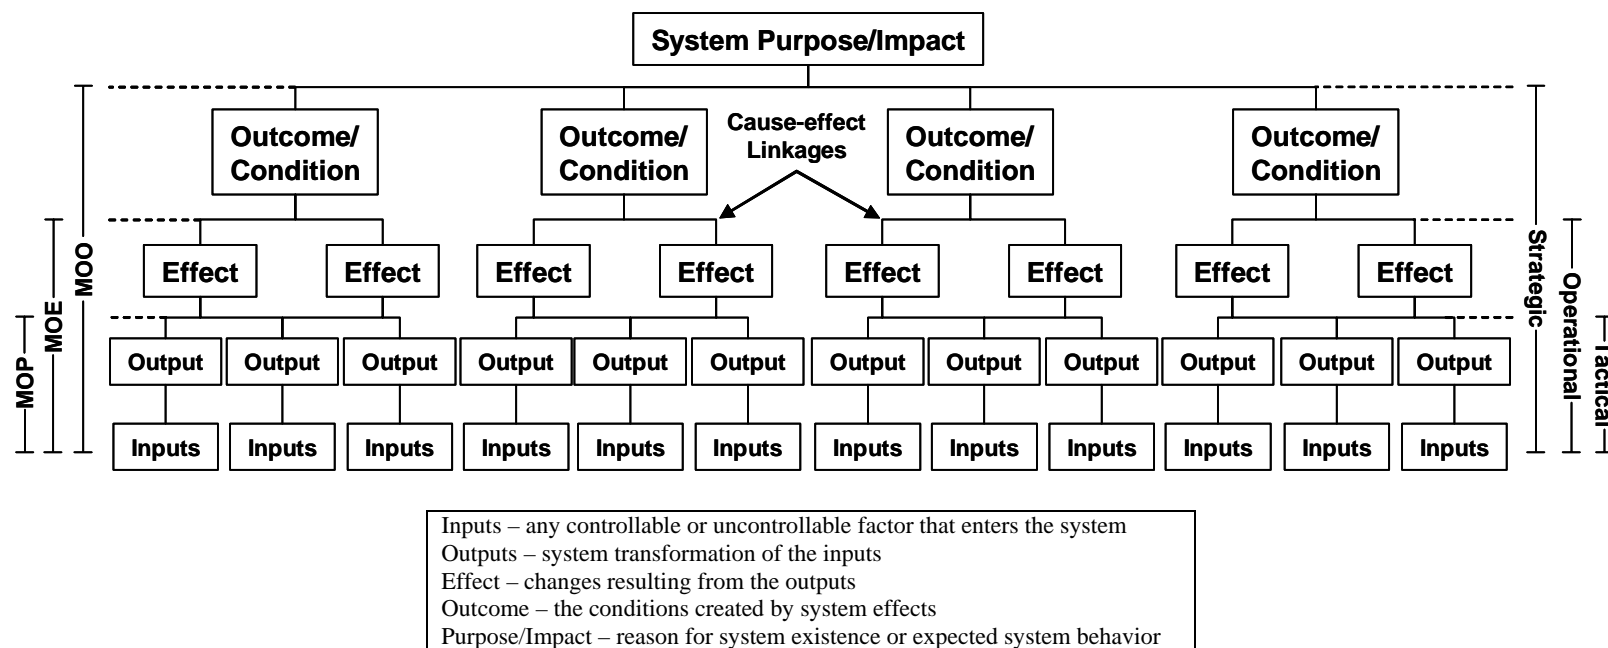 System Purpose/Impact
Outcome/
Condition
Outcome/
Condition
Cause-effect
Linkages
Outcome/
Condition
Outcome/
Condition
Effect
Effect
Effect
Effect
Effect
Effect
Effect
Effect
Output
Output
Output
Output
Output
Output
Output
Output
Output
Output
Output
Output
Inputs
Inputs
Inputs
Inputs
Inputs
Inputs
Inputs
Inputs
Inputs
Inputs
Inputs
Inputs
MOP
MOE
MOO
Strategic
Operational
Tactical
Inputs – any controllable or uncontrollable factor that enters the system
Outputs – system transformation of the inputs
Effect – changes resulting from the outputs
Outcome – the conditions created by system effects
Purpose/Impact – reason for system existence or expected system behavior